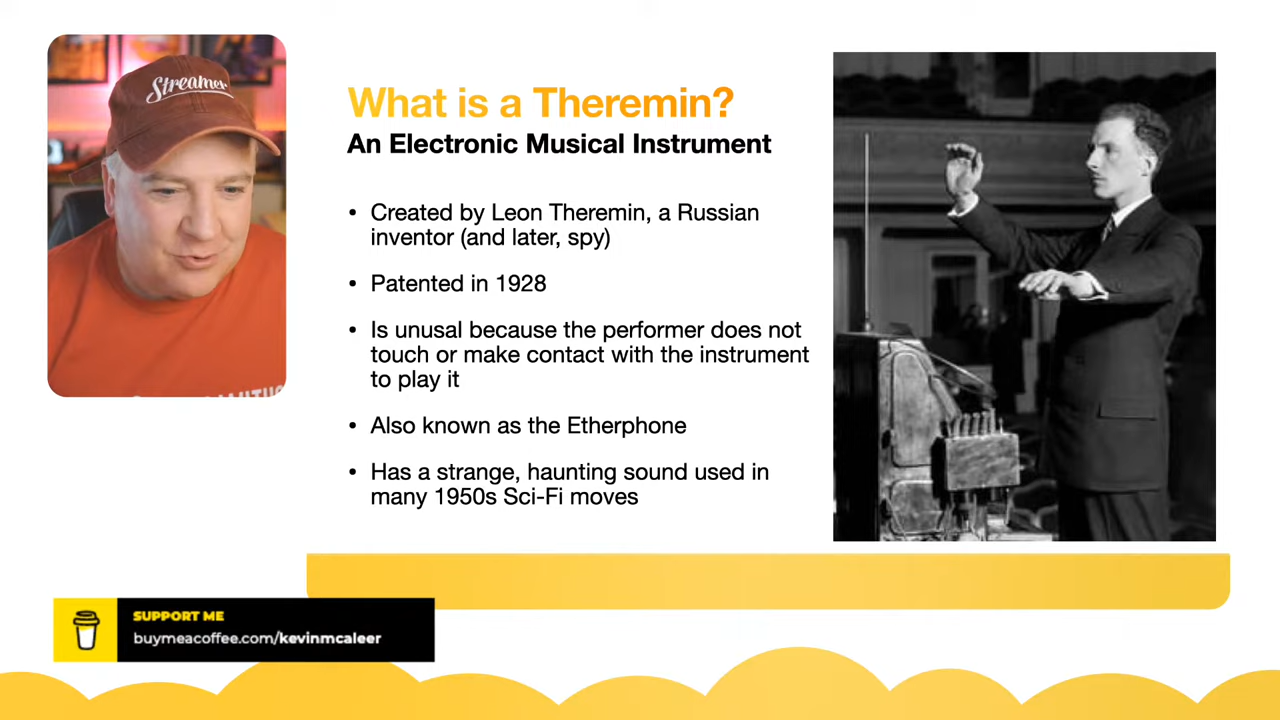 Streamer
What is a Theremin?
An Electronic Musical Instrument
• Created by Leon Theremin, a Russian
inventor (and later, spy)
• Patented in 1928
• Is unusal because the performer does not
touch or make contact with the instrument
to play it
• Also known as the Etherphone
• Has a strange, haunting sound used in
many 1950s Sci-Fi moves
SUPPORT ME
buymeacoffee.com/kevinmcaleer